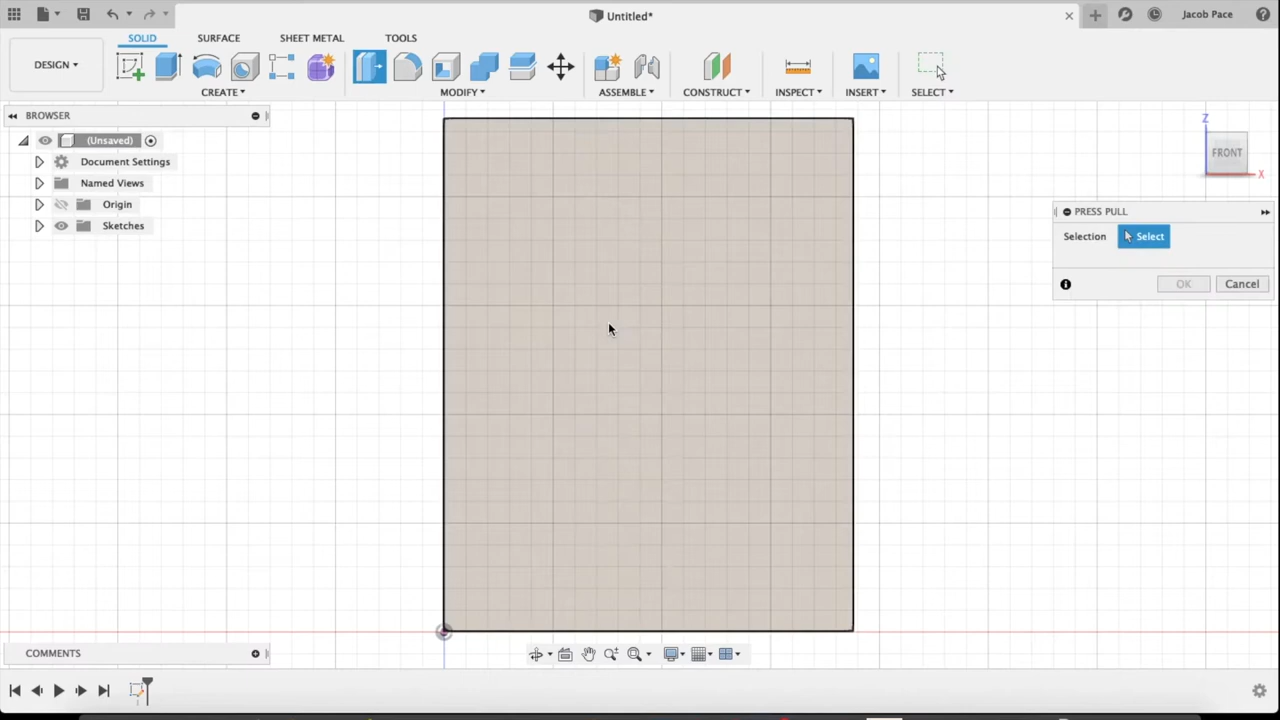 Untitled*
Jacob Pace
DESIGN
SOLID
SURFACE
SHEET METAL
TOOLS
CREATE
MODIFY
ASSEMBLE
CONSTRUCT
INSPECT
INSERT
SELECT
BROWSER
(Unsaved)
Document Settings
Named Views
Origin
Sketches
Z
FRONT
X
PRESS PULL
Selection
Select
OK
Cancel
COMMENTS